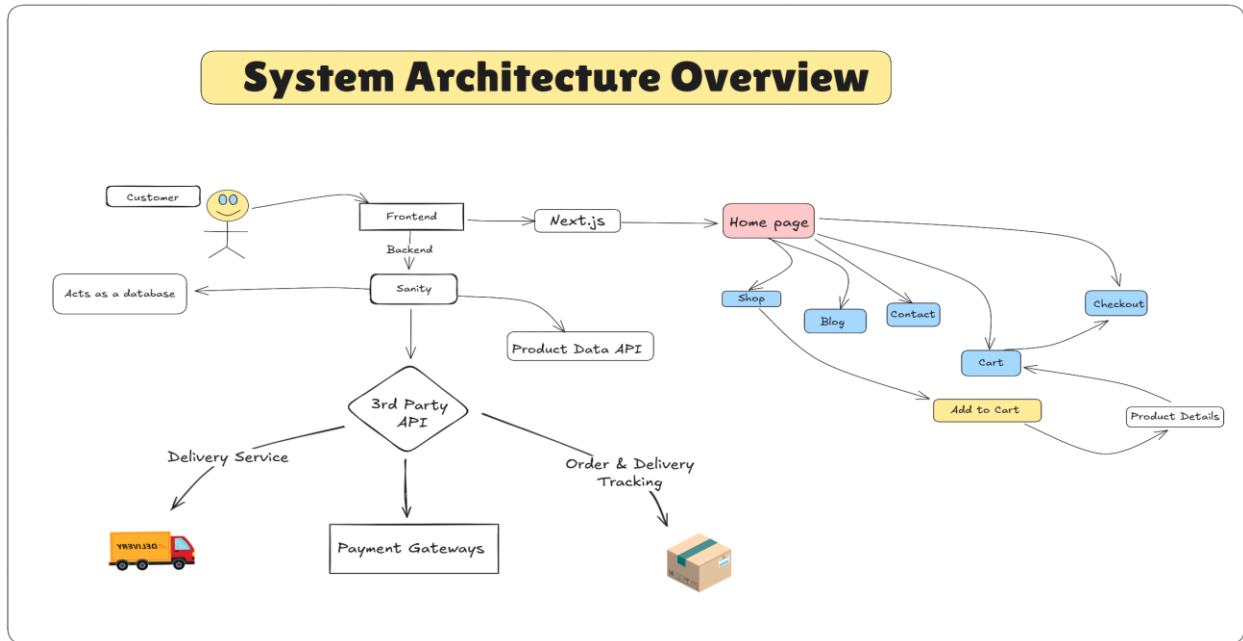 System Architecture Overview
Customer
Frontend
Next.js
Home page
Backend
Sanity
Acts as a database
Product Data API
Shop
Blog
Contact
Checkout
Cart
Add to Cart
Product Details
3rd Party
API
Delivery Service
Order & Delivery
Tracking
DELIVERY
Payment Gateways